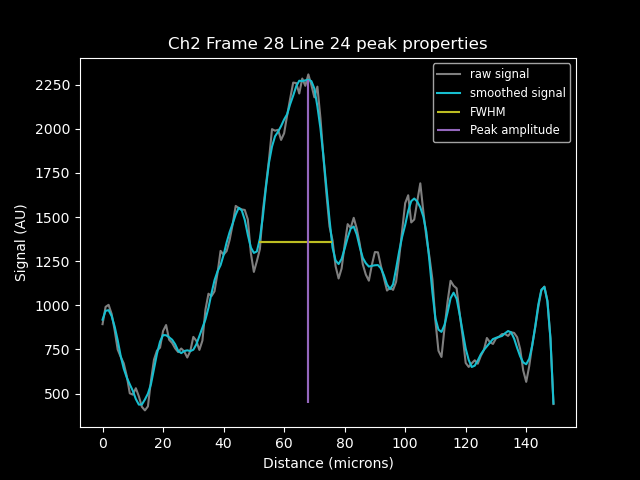 Ch2 Frame 28 Line 24 peak properties
raw signal
smoothed signal
FWHM
Peak amplitude
Signal (AU)
2250
2000
1750
1500
1250
1000
750
500
0 20 40 60 80 100 120 140
Distance (microns)